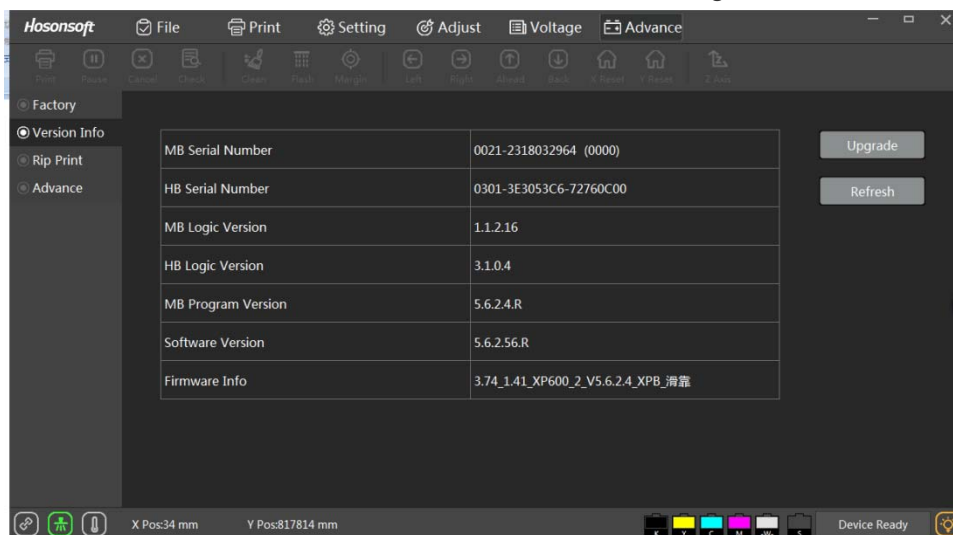 Hosonsoft File Print Setting Adjust Voltage Advance
Print Pause Cancel Check Clean Flash Margin Left Right Ahead Back X Reset Y Reset Z Axis
Factory
Version Info
Rip Print
Advance
MB Serial Number 0021-2318032964 (0000)
HB Serial Number 0301-3E3053C6-72760C00
MB Logic Version 1.1.2.16
HB Logic Version 3.1.0.4
MB Program Version 5.6.2.4.R
Software Version 5.6.2.56.R
Firmware Info 3.74_1.41_XP600_2_V5.6.2.4_XPB_滑靠
Upgrade
Refresh
X Pos:34 mm Y Pos:817814 mm K Y C M -W- S Device Ready